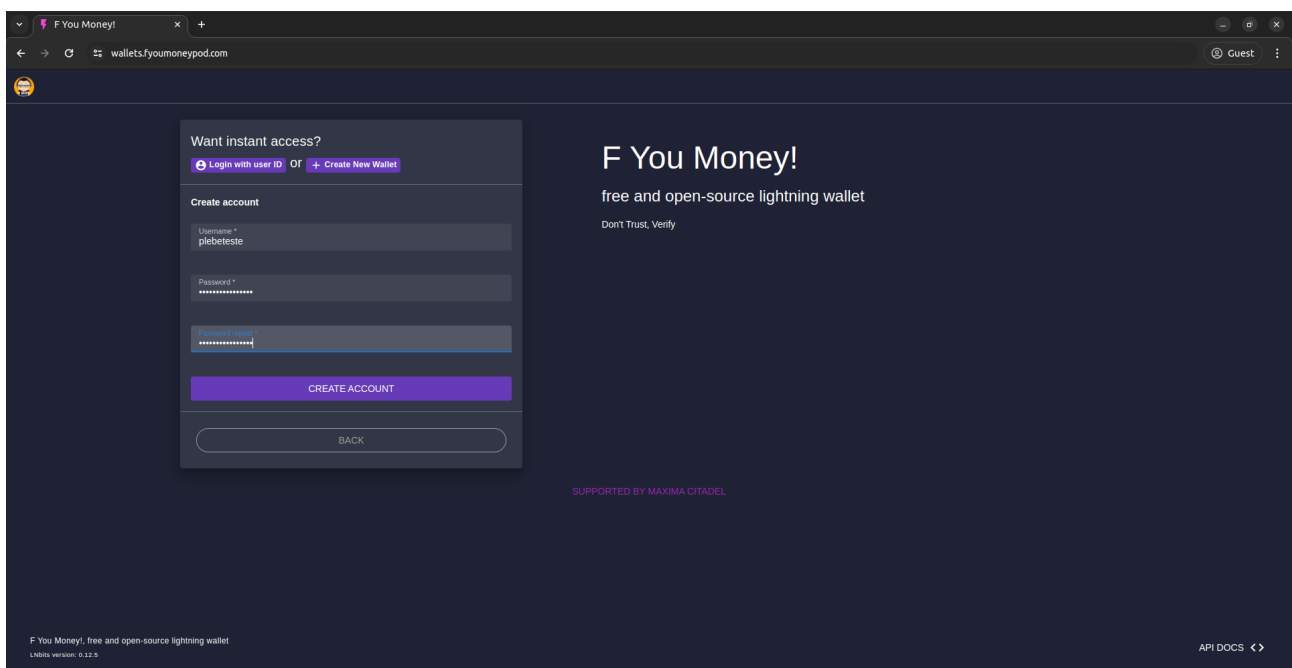 F You Money!
wallets.fyoumoneypod.com
Guest
Want instant access?
Login with user ID or + Create New Wallet
Create account
Username *
plebeteste
Password *
•••••••••••••••
Password repeat *
•••••••••••••••
CREATE ACCOUNT
BACK
F You Money!
free and open-source lightning wallet
Don't Trust, Verify
SUPPORTED BY MAXIMA CITADEL
F You Money!, free and open-source lightning wallet
LNbits version: 0.12.5
API DOCS